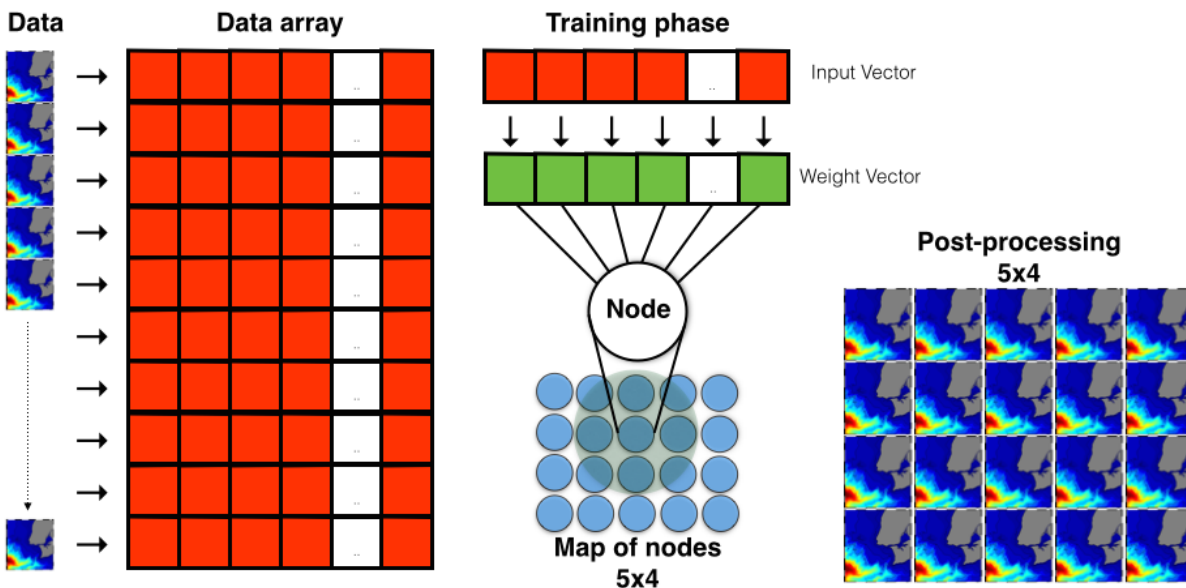 Data
Data array
..
..
..
..
..
..
..
..
..
..
Training phase
..
Input Vector
..
Weight Vector
Node
Map of nodes
5x4
Post-processing
5x4